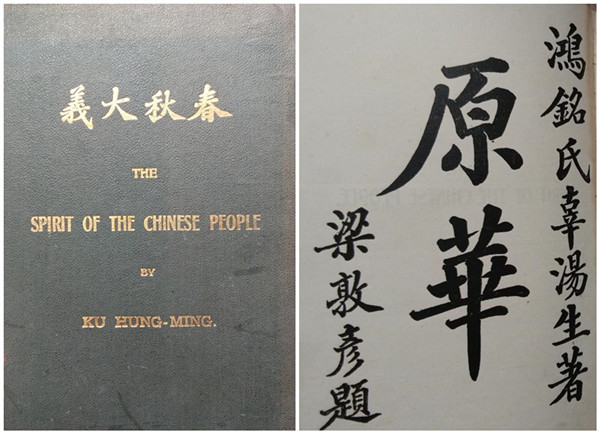 春秋大義
THE
SPIRIT OF THE CHINESE PEOPLE
BY
KU HUNG-MING.
鴻銘氏辜湯生著
原華
梁敦彥題